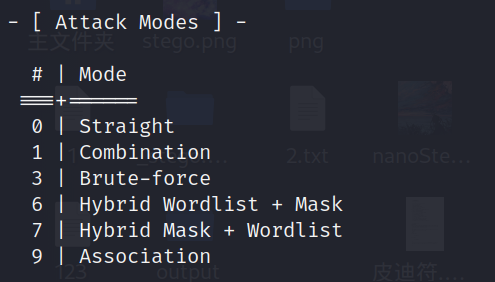 - [ Attack Modes ] -
主文件夹 stego.png png
# | Mode
===+======
0 | Straight
1 | Combination
2.txt nanoSte...
3 | Brute-force
6 | Hybrid Wordlist + Mask
7 | Hybrid Mask + Wordlist
9 | Association
123 output 皮迪符....